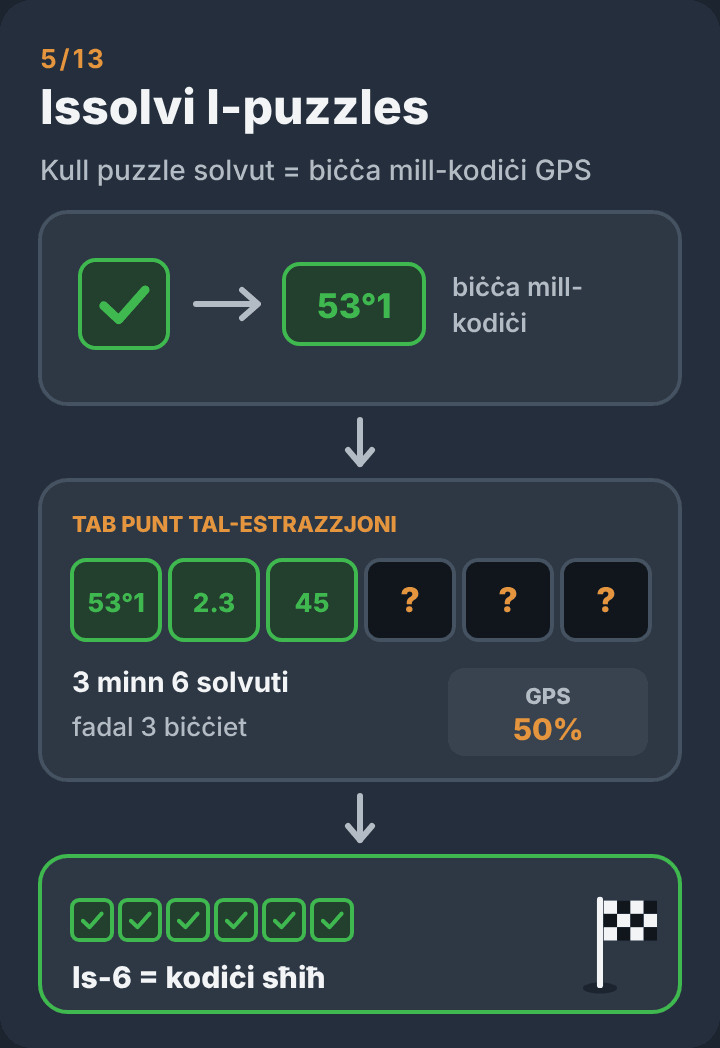 5/13
Issolvi l-puzzles
Kull puzzle solvut = biċċa mill-kodiċi GPS
53°1
biċċa mill-
kodiċi
TAB PUNT TAL-ESTRAZZJONI
53°1 2.3 45 ? ? ?
3 minn 6 solvuti
fadal 3 biċċiet
GPS
50%
Is-6 = kodiċi sħiħ